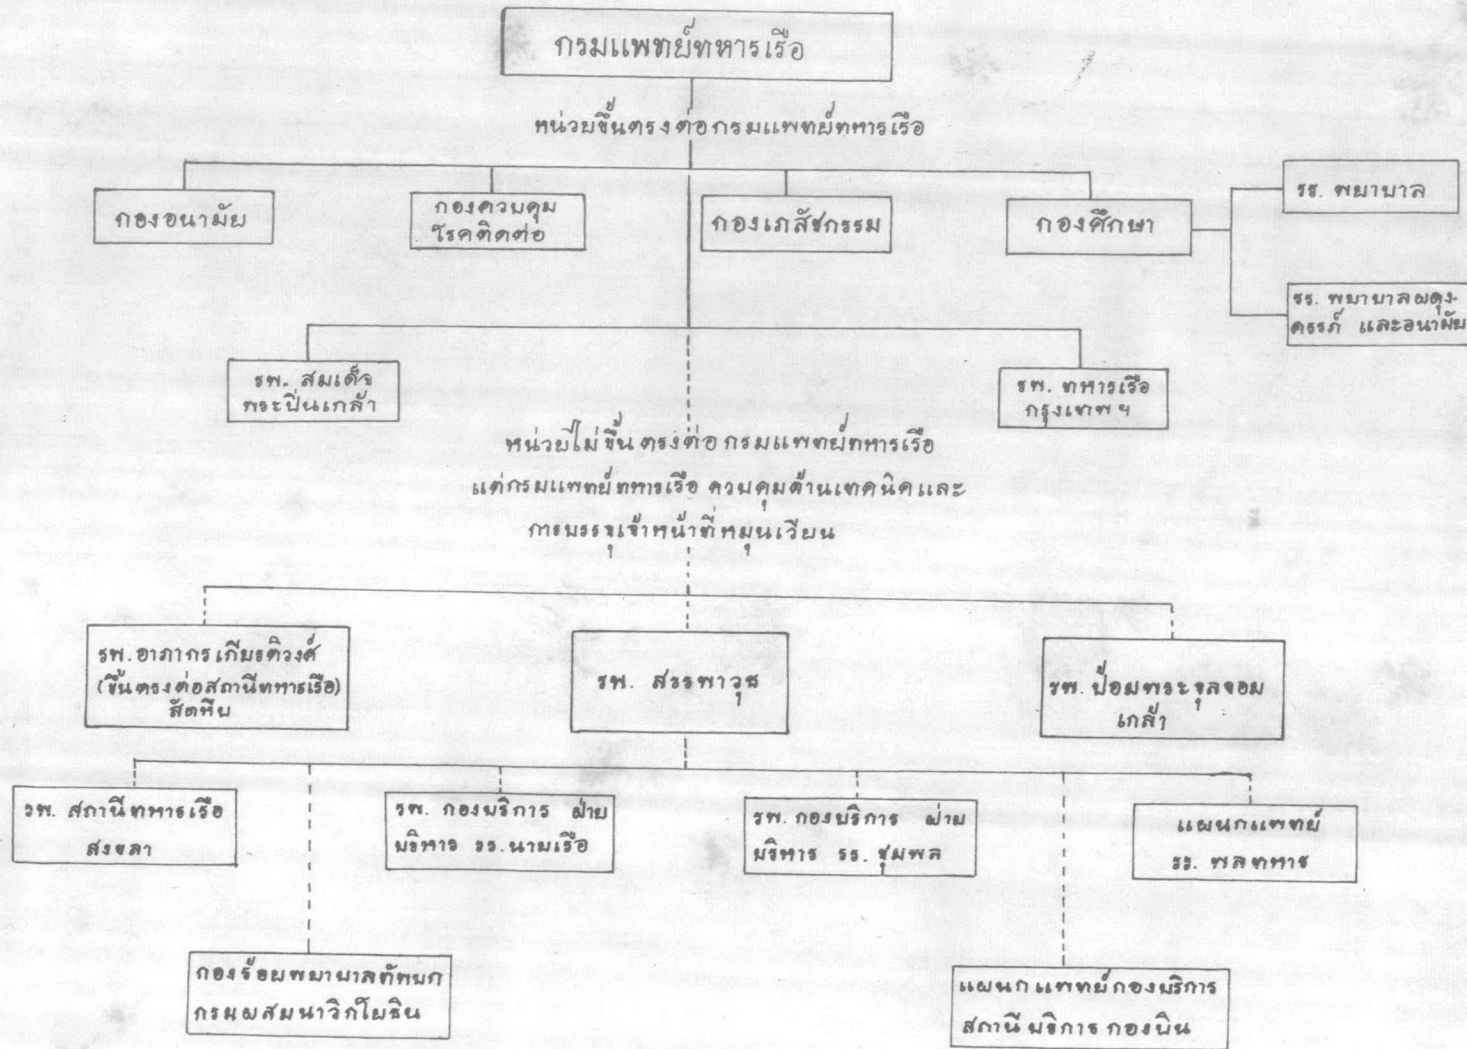 กรมแพทย์ทหารเรือ
หน่วยขึ้นตรงต่อกรมแพทย์ทหารเรือ
กองอนามัย
กองควบคุม
โรคติดต่อ
กองเภสัชกรรม
กองศึกษา
รร. พยาบาล
รร. พยาบาลผดุง-
ครรภ์ และอนามัย
รพ. สมเด็จ
พระปิ่นเกล้า
รพ. ทหารเรือ
กรุงเทพฯ
หน่วยไม่ขึ้นตรงต่อกรมแพทย์ทหารเรือ
แต่กรมแพทย์ทหารเรือ ควบคุมด้านเทคนิคและ
การบรรจุเจ้าหน้าที่หมุนเวียน
รพ.อาภากรเกียรติวงศ์
(ขึ้นตรงต่อสถานีทหารเรือ)
สัตหีบ
รพ. สรรพาวุธ
รพ. ป้อมพระจุลจอม
เกล้า
รพ. สถานีทหารเรือ
สงขลา
รพ. กองบริการ ฝ่าย
บริหาร รร. นายเรือ
รพ. กองบริการ ฝ่าย
บริหาร รร. ชุมพล
แผนกแพทย์
รร. พลทหาร
กองร้อยพยาบาลทัพบก
กรมผสมนาวิกโยธิน
แผนกแพทย์กองบริการ
สถานีบริการ กองบิน